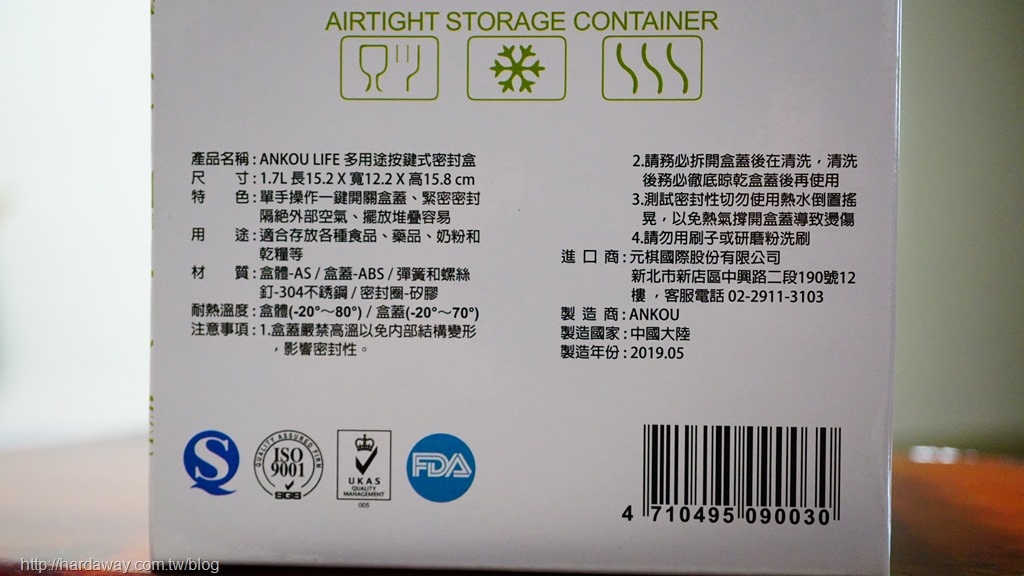 AIRTIGHT STORAGE CONTAINER
產品名稱 : ANKOU LIFE 多用途按鍵式密封盒
尺　　寸 : 1.7L 長15.2 X 寬12.2 X 高15.8 cm
特　　色 : 單手操作一鍵開關盒蓋、緊密密封
隔絕外部空氣、擺放堆疊容易
用　　途 : 適合存放各種食品、藥品、奶粉和
乾糧等
材　　質 : 盒體-AS / 盒蓋-ABS / 彈簧和螺絲
釘-304不銹鋼 / 密封圈-矽膠
耐熱溫度 : 盒體(-20°～80°) / 盒蓋(-20°～70°)
注意事項 : 1.盒蓋嚴禁高溫以免内部結構變形
，影響密封性。
2.請務必拆開盒蓋後在清洗，清洗
後務必徹底晾乾盒蓋後再使用
3.測試密封性切勿使用熱水倒置搖
晃，以免熱氣撐開盒蓋導致燙傷
4.請勿用刷子或研磨粉洗刷
進 口 商 : 元棋國際股份有限公司
新北市新店區中興路二段190號12
樓 ，客服電話 02-2911-3103
製 造 商 : ANKOU
製造國家 : 中國大陸
製造年份 : 2019.05
QUALITY ASSURED FIRM
ISO
9001
SGS
UKAS
QUALITY
MANAGEMENT
005
FDA
4 710495 090030
http://hardaway.com.tw/blog